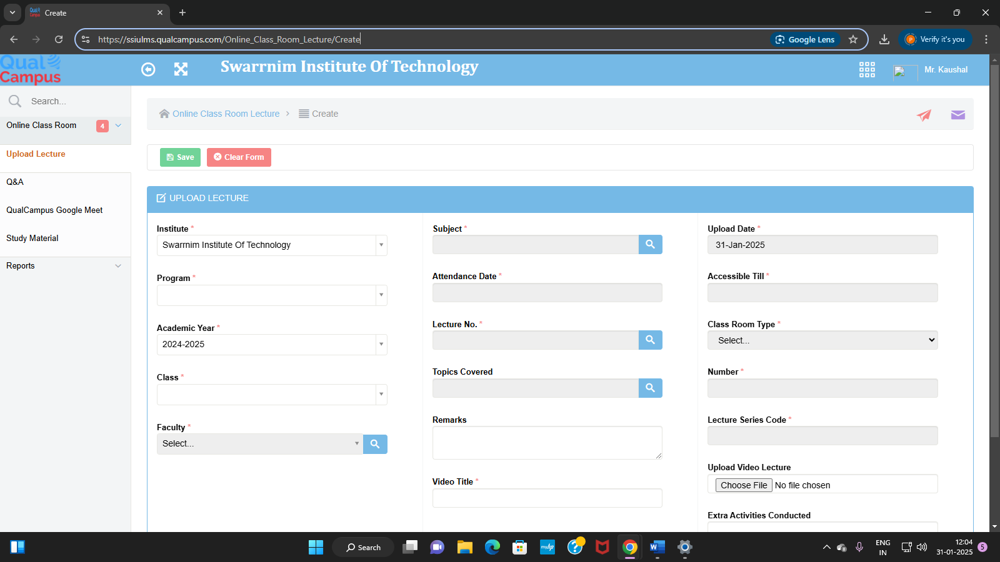 Create
https://ssiulms.qualcampus.com/Online_Class_Room_Lecture/Create
Google Lens
Verify it's you
Qual
Campus
Swarrnim Institute Of Technology
Mr. Kaushal
Search...
Online Class Room 4
Upload Lecture
Q&A
QualCampus Google Meet
Study Material
Reports
Online Class Room Lecture > Create
Save
Clear Form
UPLOAD LECTURE
Institute *
Swarrnim Institute Of Technology
Program *
Academic Year *
2024-2025
Class *
Faculty *
Select...
Subject *
Attendance Date *
Lecture No. *
Topics Covered
Remarks
Video Title *
Upload Date *
31-Jan-2025
Accessible Till *
Class Room Type *
Select...
Number *
Lecture Series Code *
Upload Video Lecture
Choose File No file chosen
Extra Activities Conducted
Search
myhp
ENG
IN
12:04
31-01-2025
5